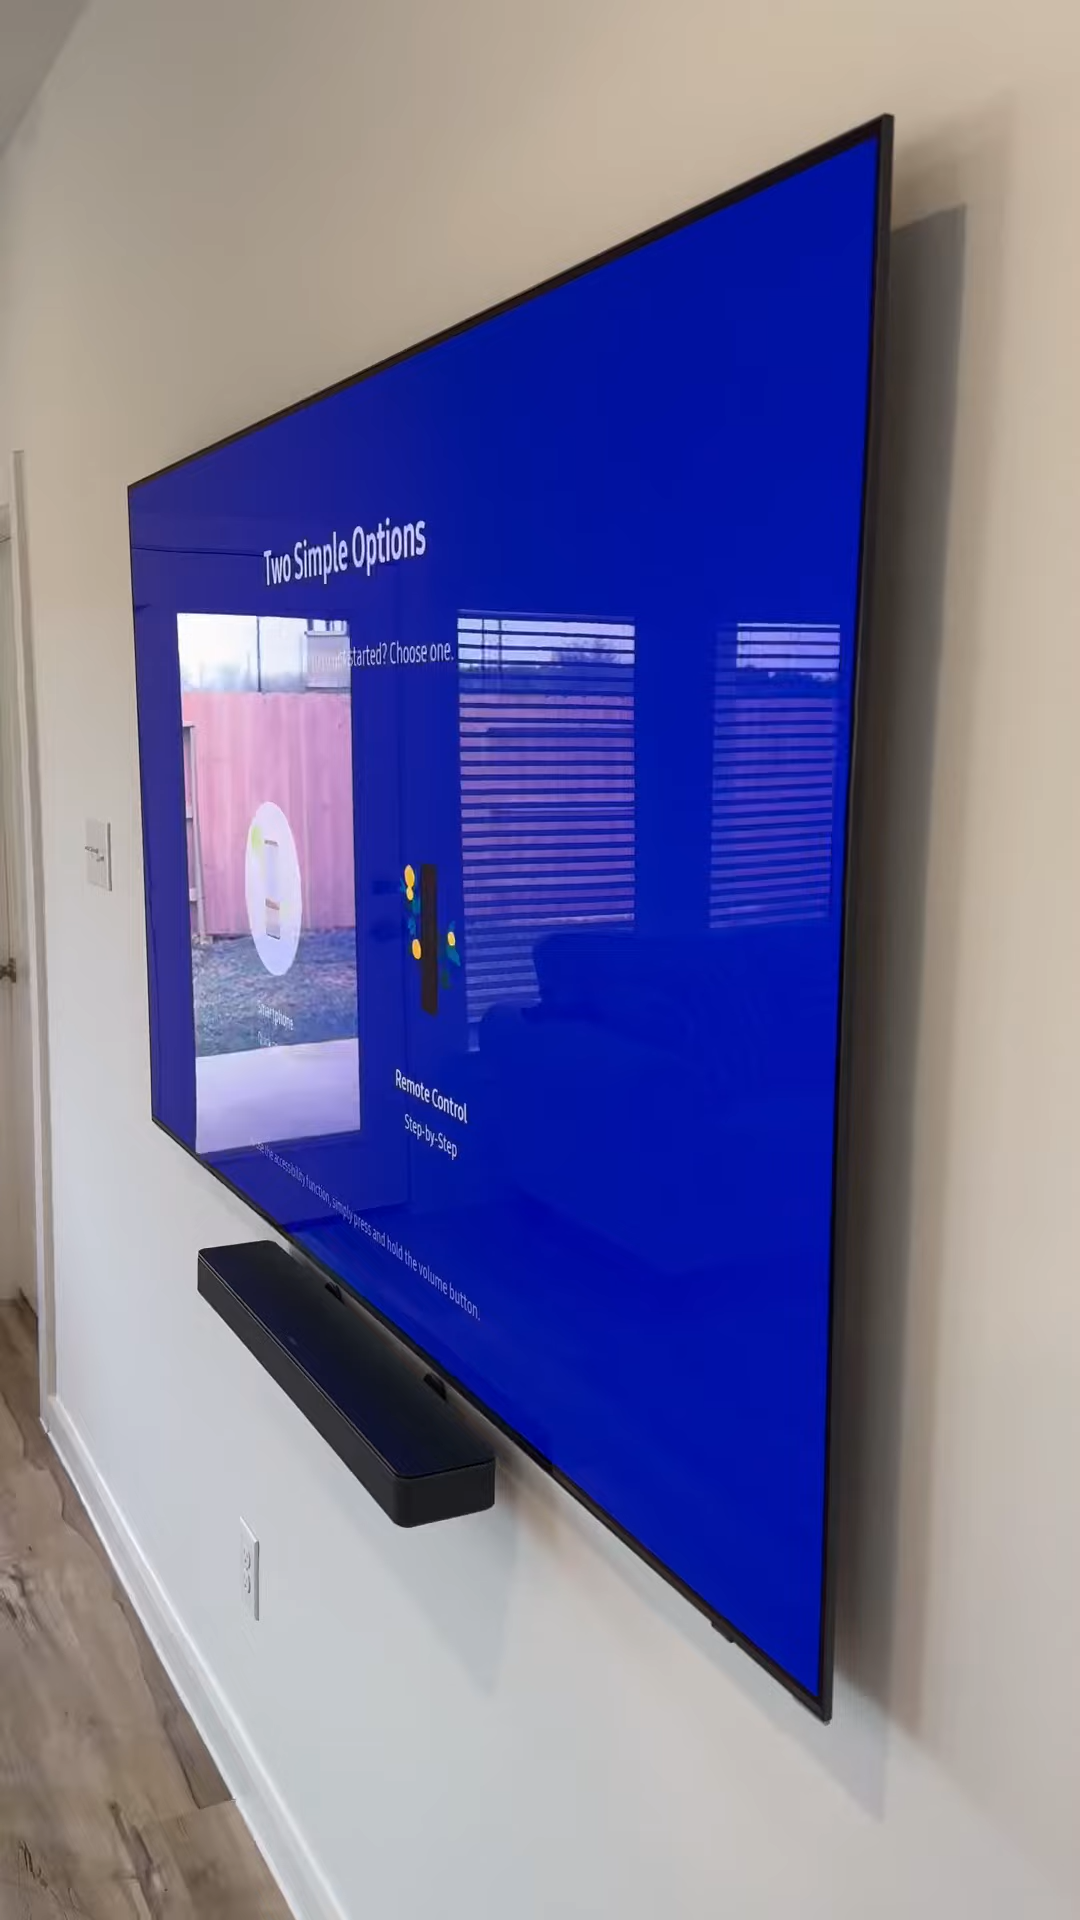 Two Simple Options
started? Choose one.
Smartphone
Remote Control
Step-by-Step
the accessibility function, simply press and hold the volume button.